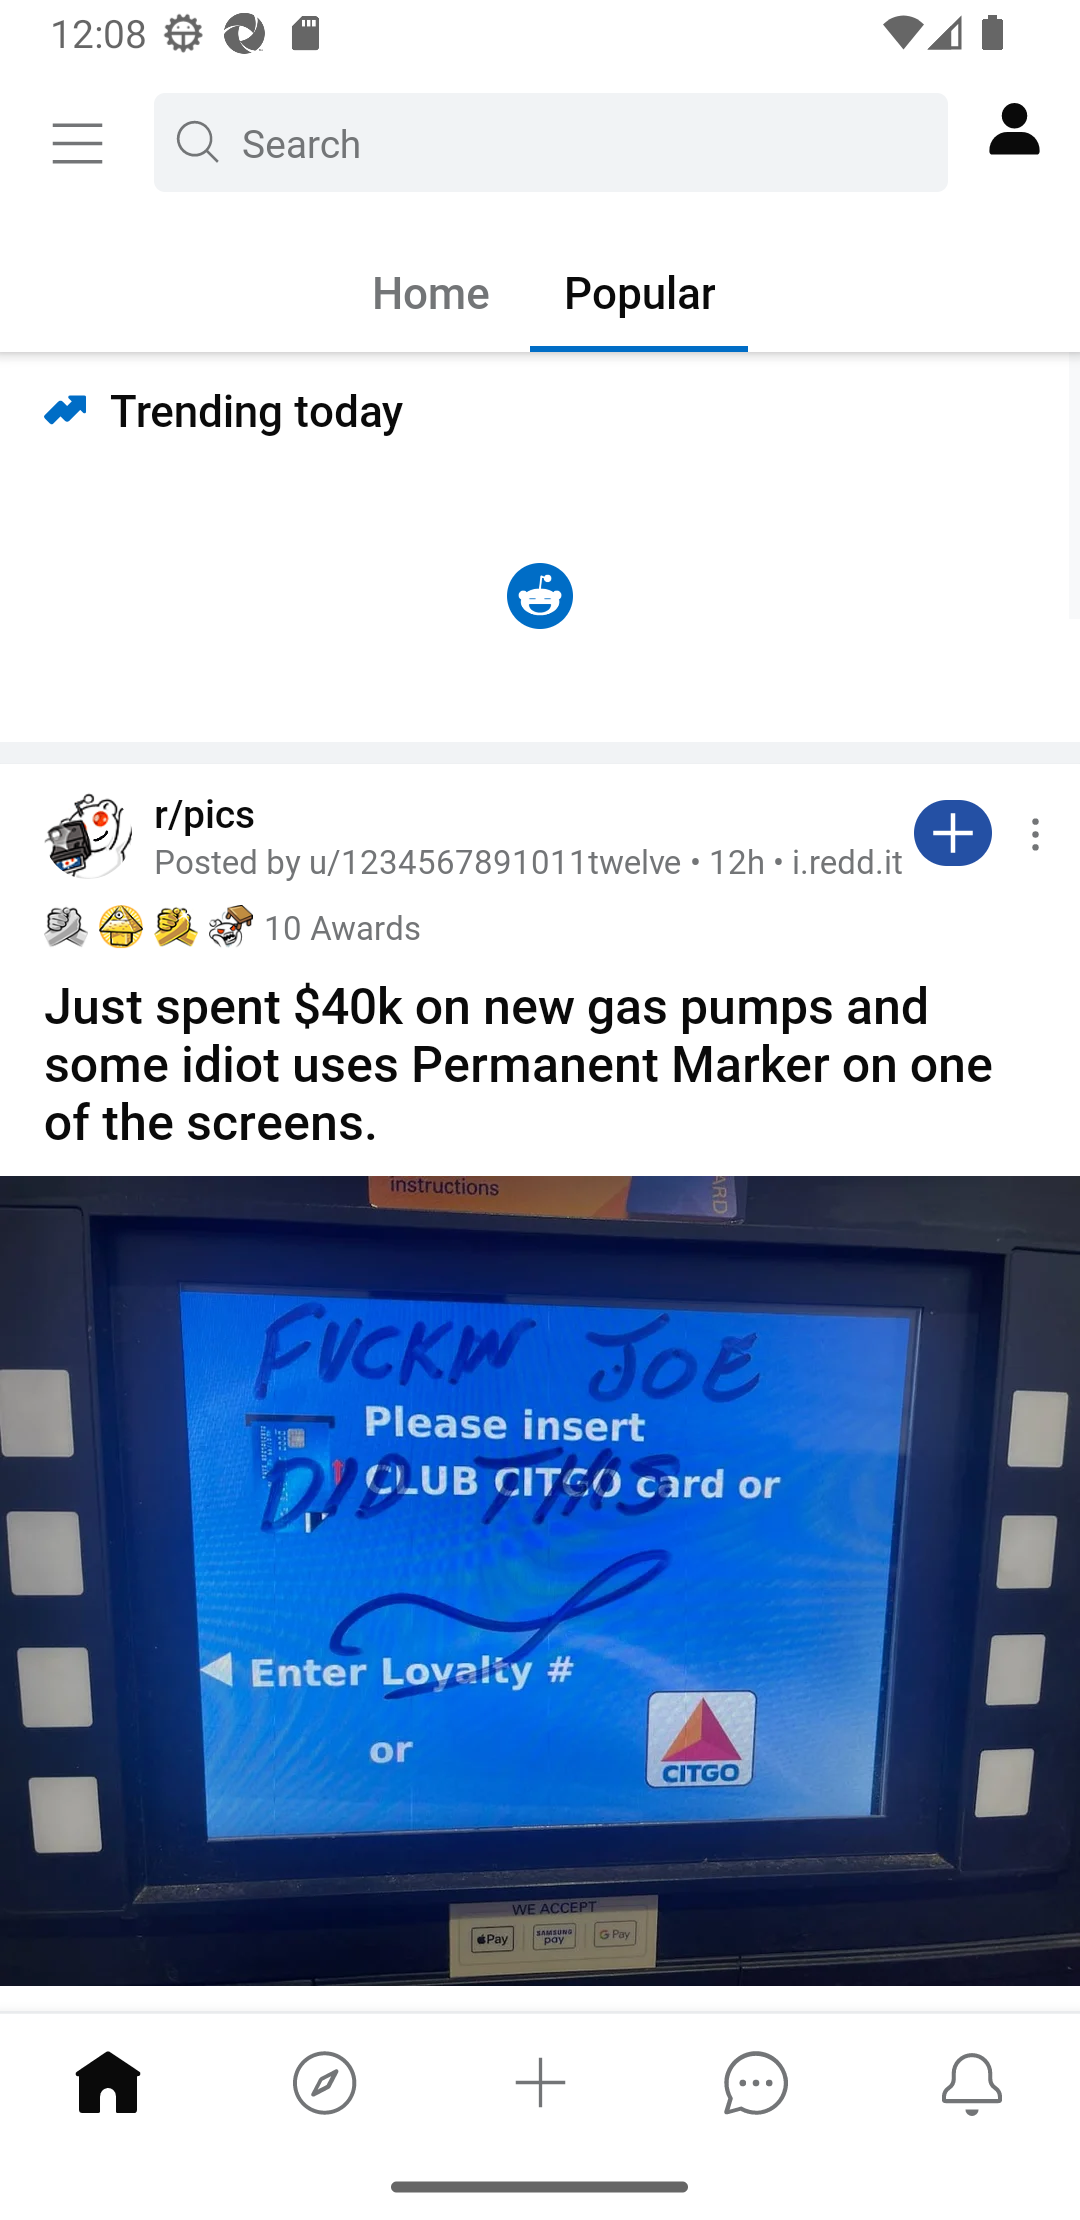 12:08
Search
Home Popular
Trending today
r/pics
Posted by u/1234567891011twelve • 12h • i.redd.it
10 Awards
Just spent $40k on new gas pumps and
some idiot uses Permanent Marker on one
of the screens.
instructions
ARD
FUCKIN JOE
Please insert
DID THIS
CLUB CITGO card or
Enter Loyalty #
or
CITGO
WE ACCEPT
Pay SAMSUNG pay G Pay